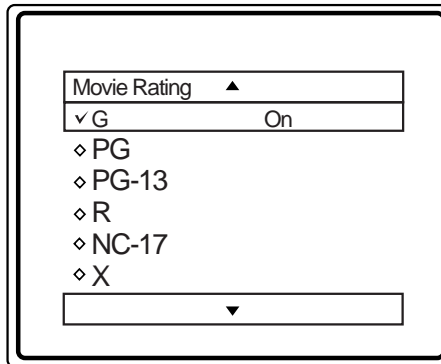 Movie Rating ▲
✓ G On
◇ PG
◇ PG-13
◇ R
◇ NC-17
◇ X
▼